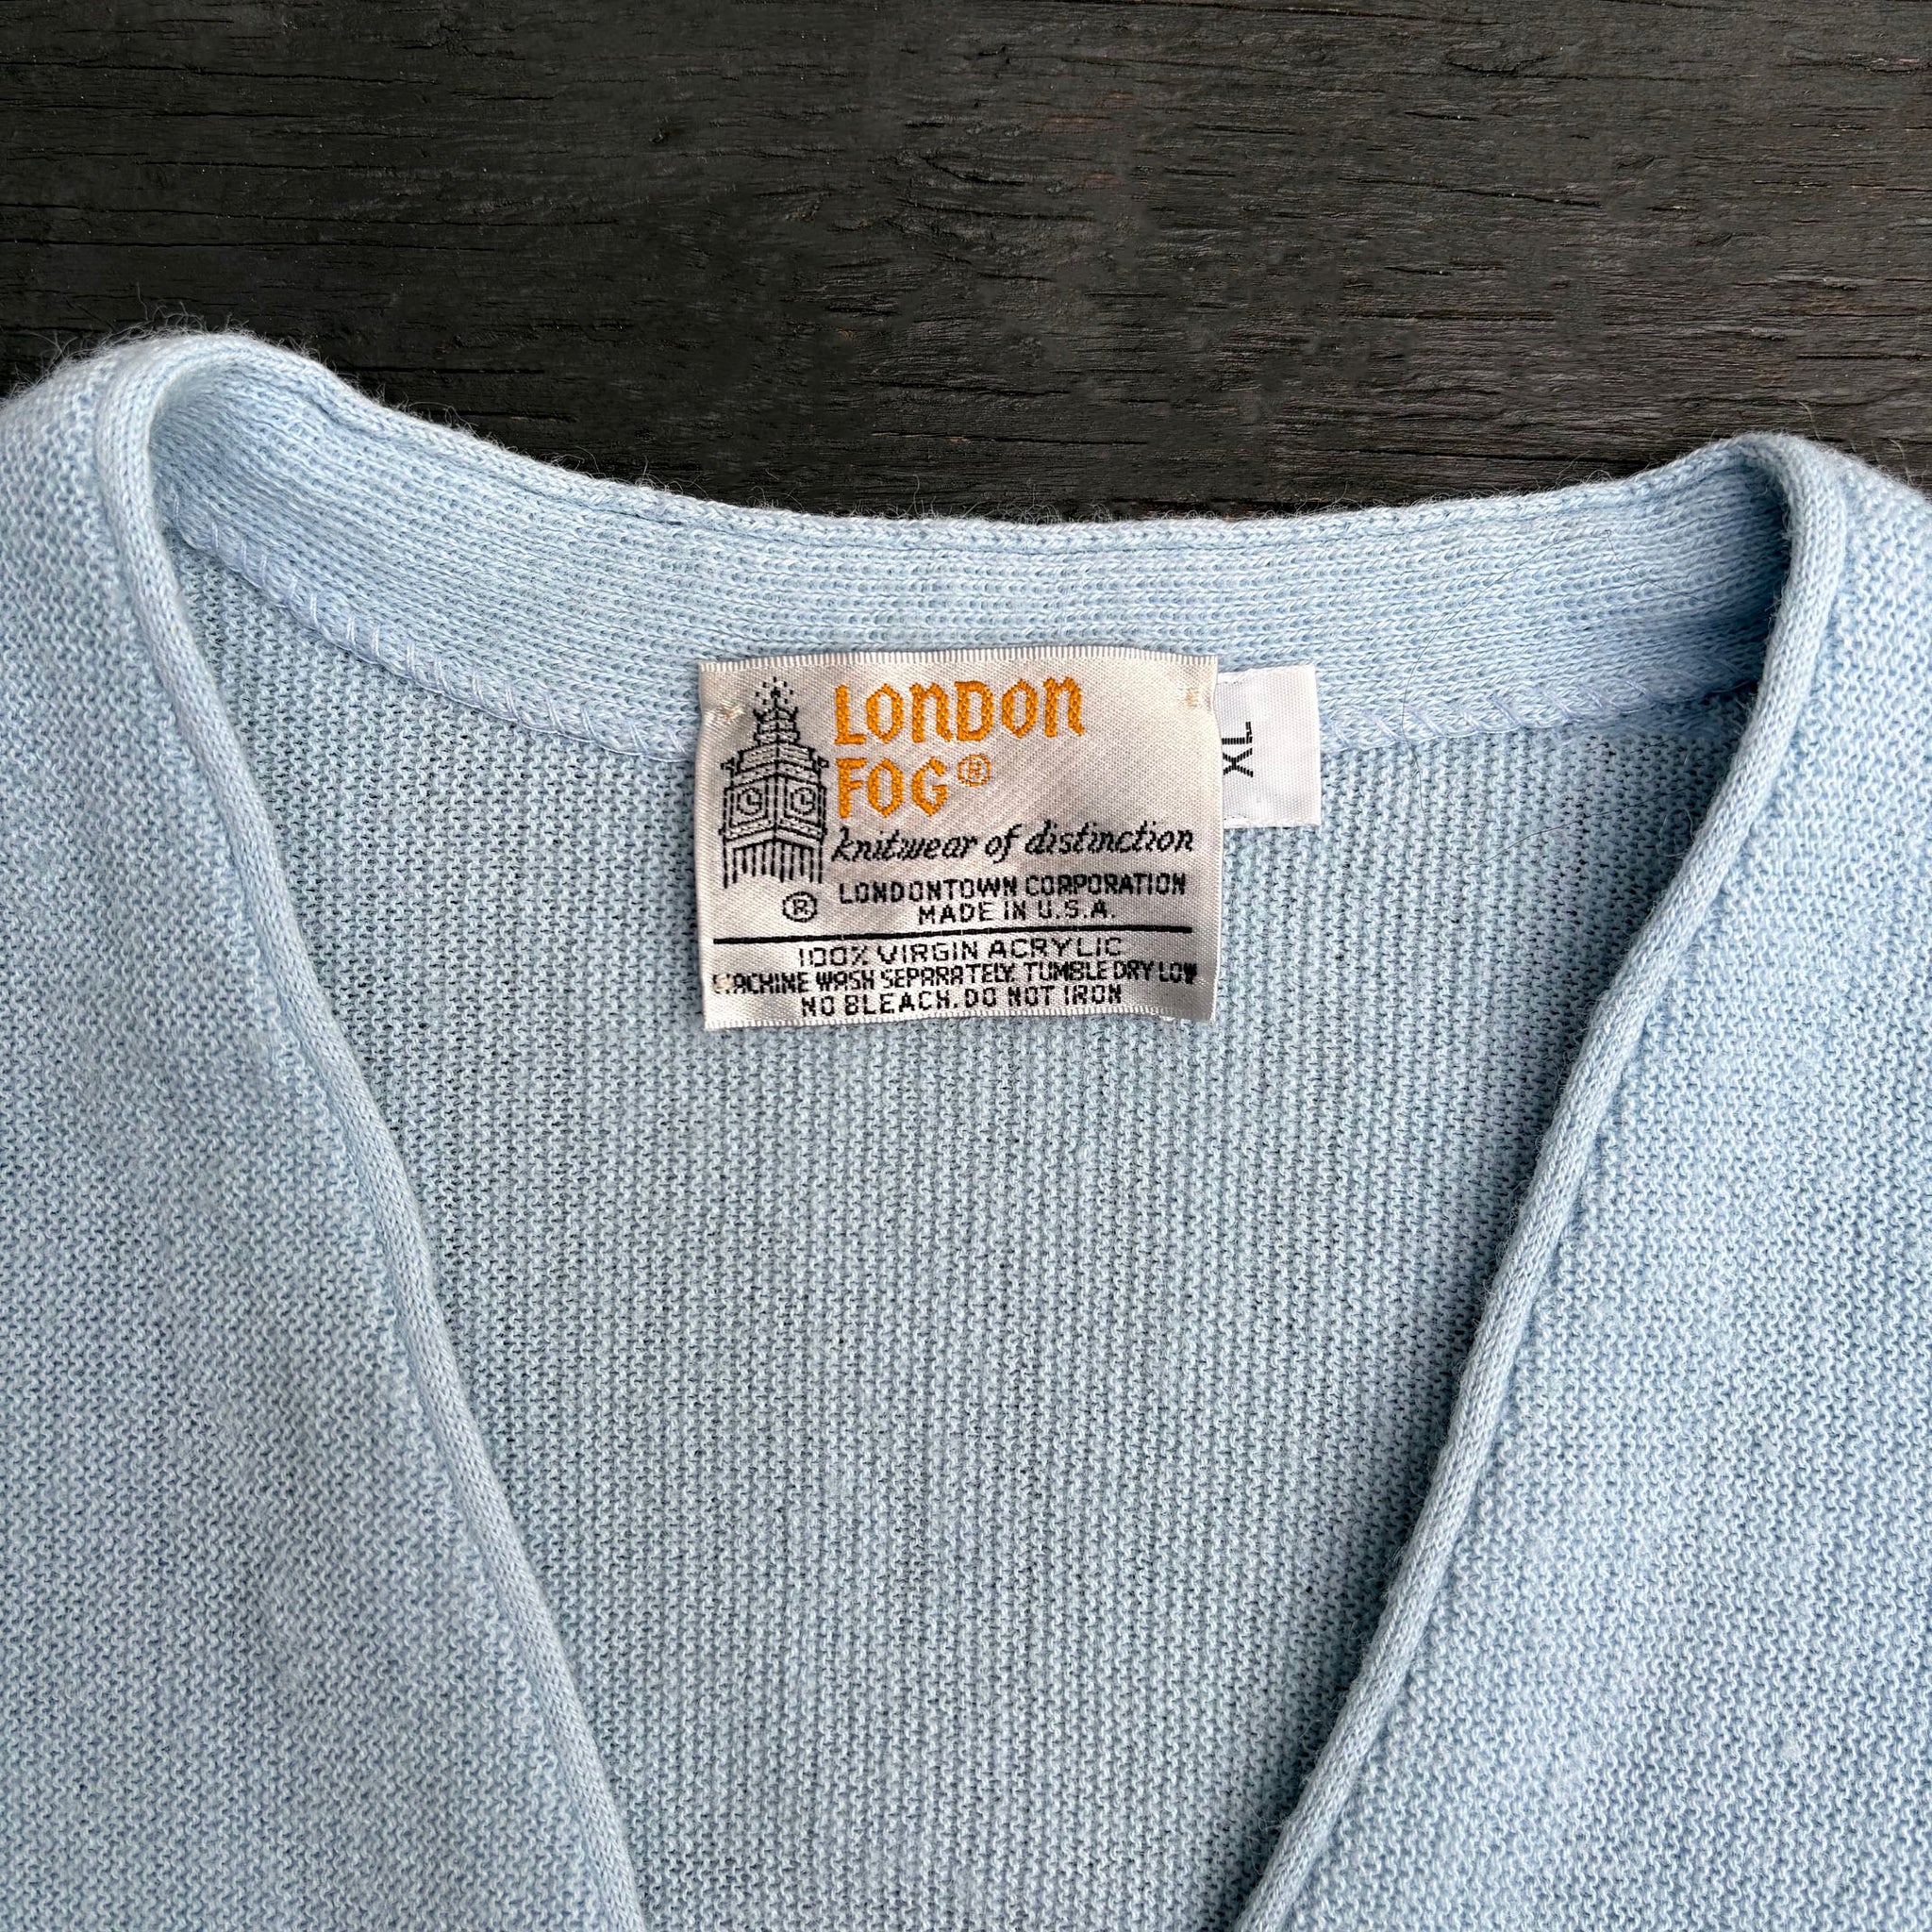 LONDON
FOG®
knitwear of distinction
® LONDONTOWN CORPORATION
MADE IN U.S.A.
100% VIRGIN ACRYLIC
MACHINE WASH SEPARATELY. TUMBLE DRY LOW
NO BLEACH. DO NOT IRON
XL